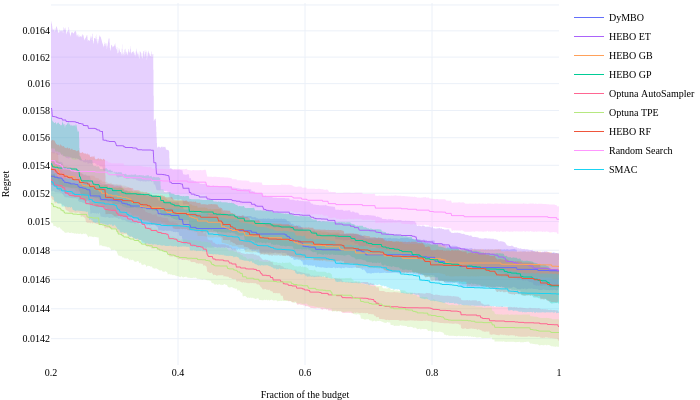 0.0164
0.0162
0.016
0.0158
0.0156
0.0154
0.0152
0.015
0.0148
0.0146
0.0144
0.0142
Regret
0.2
0.4
0.6
0.8
1
Fraction of the budget
DyMBO
HEBO ET
HEBO GB
HEBO GP
Optuna AutoSampler
Optuna TPE
HEBO RF
Random Search
SMAC